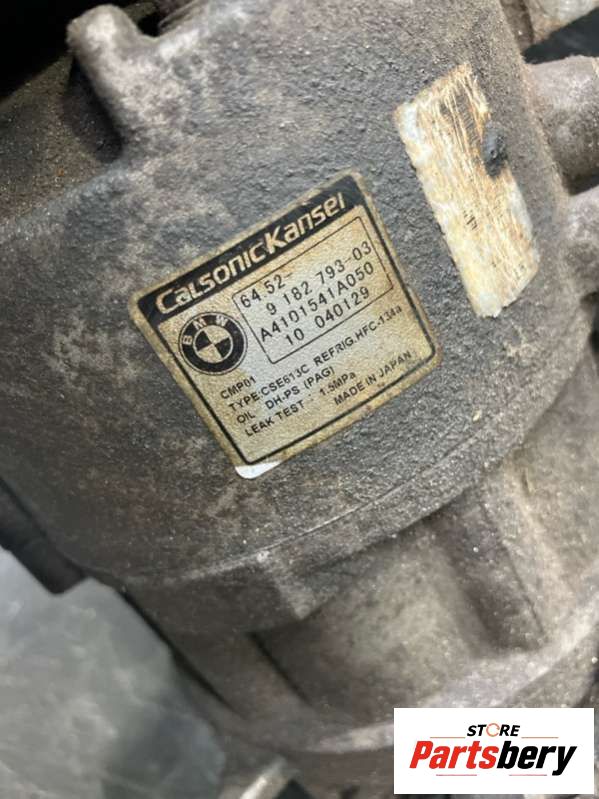 CalsonicKansei
BMW
64.52-
9 182 793-03
A4101541A050
10 040129
CMP01
TYPE:CSE613C REFRIG.HFC-134a
OIL DH-PS (PAG)
LEAK TEST : 1.5MPa
MADE IN JAPAN
STORE
Partsbery